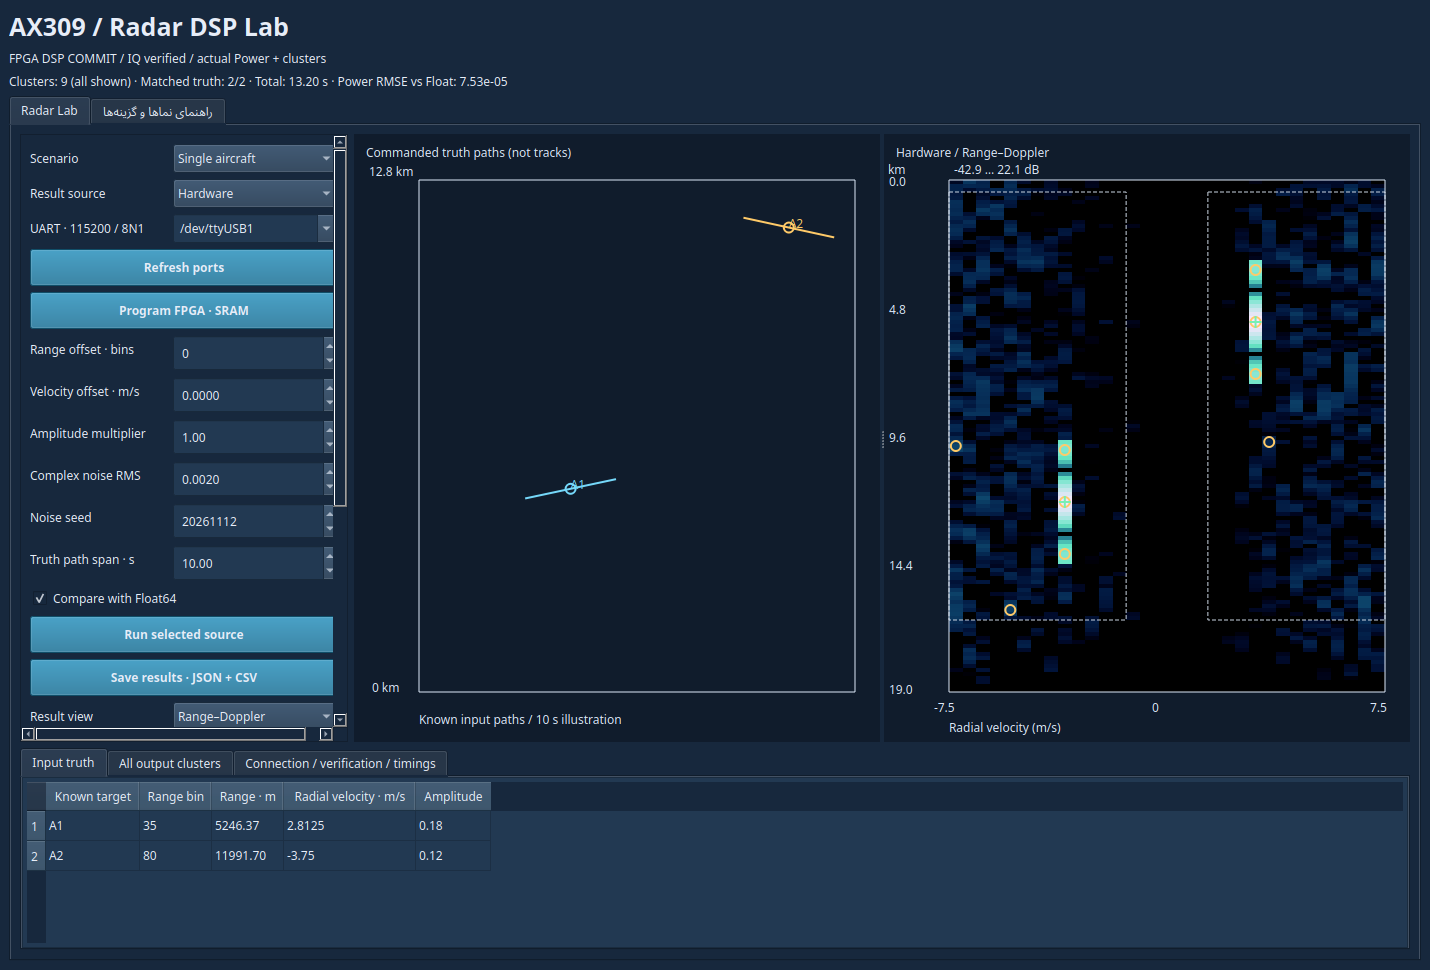 AX309 / Radar DSP Lab
FPGA DSP COMMIT / IQ verified / actual Power + clusters
Clusters: 9 (all shown) · Matched truth: 2/2 · Total: 13.20 s · Power RMSE vs Float: 7.53e-05
Radar Lab
راهنمای نماها و گزینه‌ها
Scenario
Single aircraft
Result source
Hardware
UART · 115200 / 8N1
/dev/ttyUSB1
Refresh ports
Program FPGA · SRAM
Range offset · bins
0
Velocity offset · m/s
0.0000
Amplitude multiplier
1.00
Complex noise RMS
0.0020
Noise seed
20261112
Truth path span · s
10.00
Compare with Float64
Run selected source
Save results · JSON + CSV
Result view
Range–Doppler
Commanded truth paths (not tracks)
12.8 km
A2
A1
0 km
Known input paths / 10 s illustration
Hardware / Range–Doppler
km
-42.9 ... 22.1 dB
0.0
4.8
9.6
14.4
19.0
-7.5
0
7.5
Radial velocity (m/s)
Input truth
All output clusters
Connection / verification / timings
Known target Range bin Range · m Radial velocity · m/s Amplitude
1 A1 35 5246.37 2.8125 0.18
2 A2 80 11991.70 -3.75 0.12